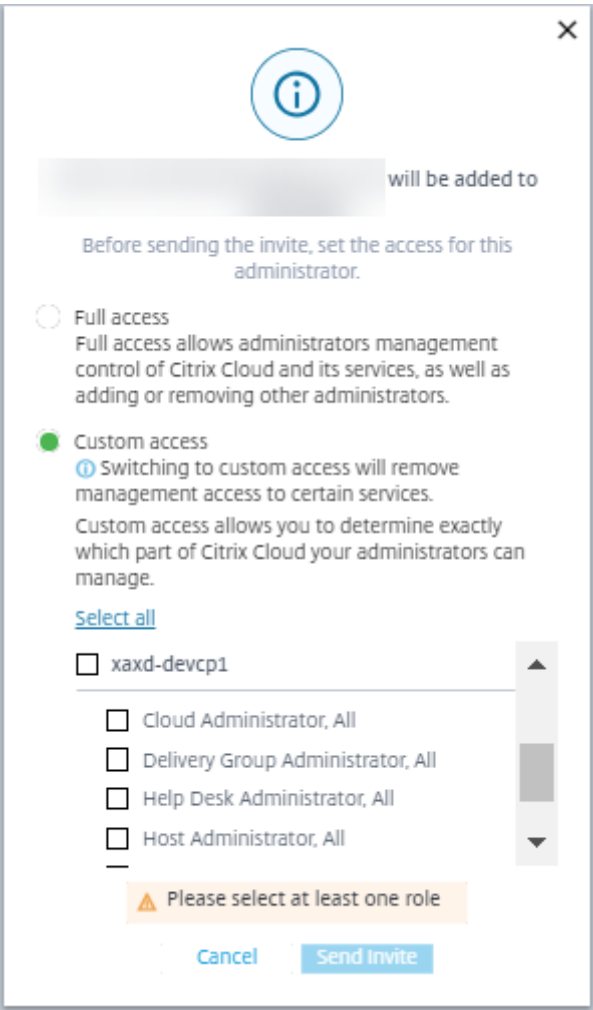 will be added to
Before sending the invite, set the access for this
administrator.
Full access
Full access allows administrators management
control of Citrix Cloud and its services, as well as
adding or removing other administrators.
Custom access
Switching to custom access will remove
management access to certain services.
Custom access allows you to determine exactly
which part of Citrix Cloud your administrators can
manage.
Select all
xaxd-devcp1
Cloud Administrator, All
Delivery Group Administrator, All
Help Desk Administrator, All
Host Administrator, All
Please select at least one role
Cancel
Send Invite